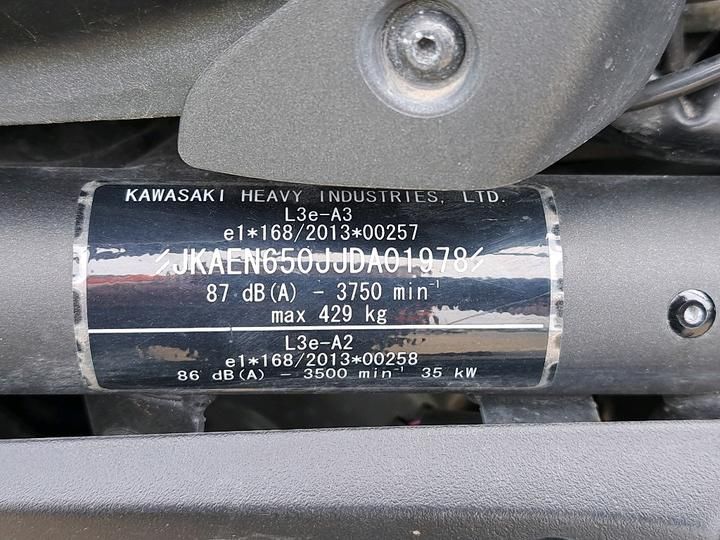 KAWASAKI HEAVY INDUSTRIES, LTD.
L3e-A3
e1*168/2013*00257
JKAEN650JJDA01978
87 dB(A) - 3750 min⁻¹
max 429 kg
L3e-A2
e1*168/2013*00258
86 dB(A) - 3500 min⁻¹ 35 kW